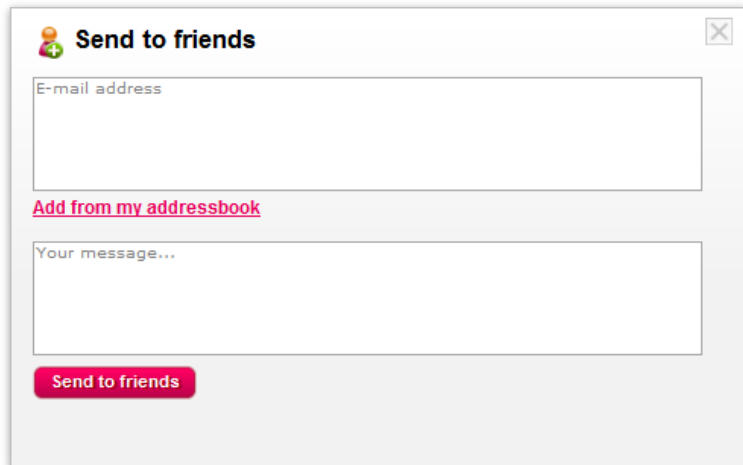 Send to friends
E-mail address
Add from my addressbook
Your message...
Send to friends